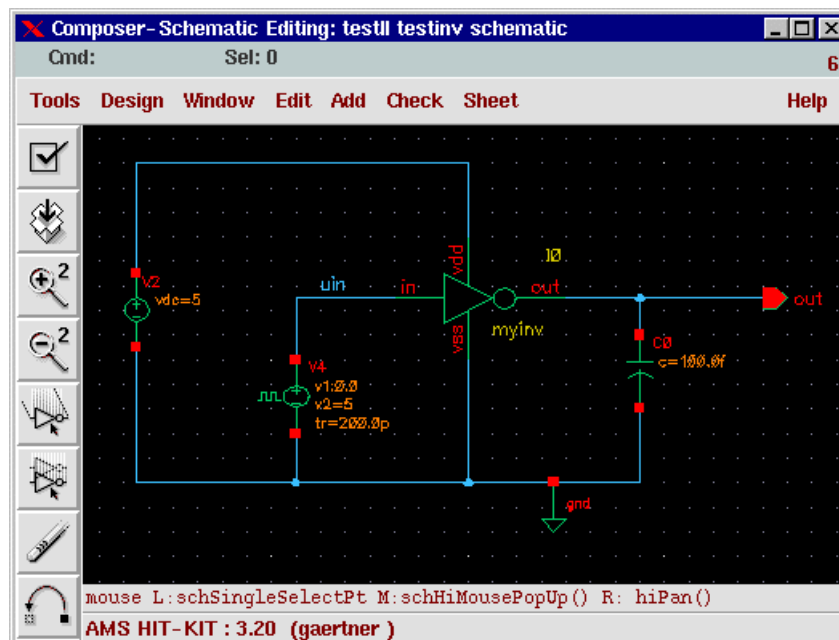 Composer-Schematic Editing: testII testinv schematic
Cmd: Sel: 0
6
Tools Design Window Edit Add Check Sheet Help
2
2
V2
vdc=5
uin
in
vdd
vss
out
I0
myinv
out
V4
v1:0.0
v2=5
tr=200.0p
C0
c=100.0f
gnd
mouse L:schSingleSelectPt M:schHiMousePopUp() R: hiPan()
AMS HIT-KIT : 3.20 (gaertner )